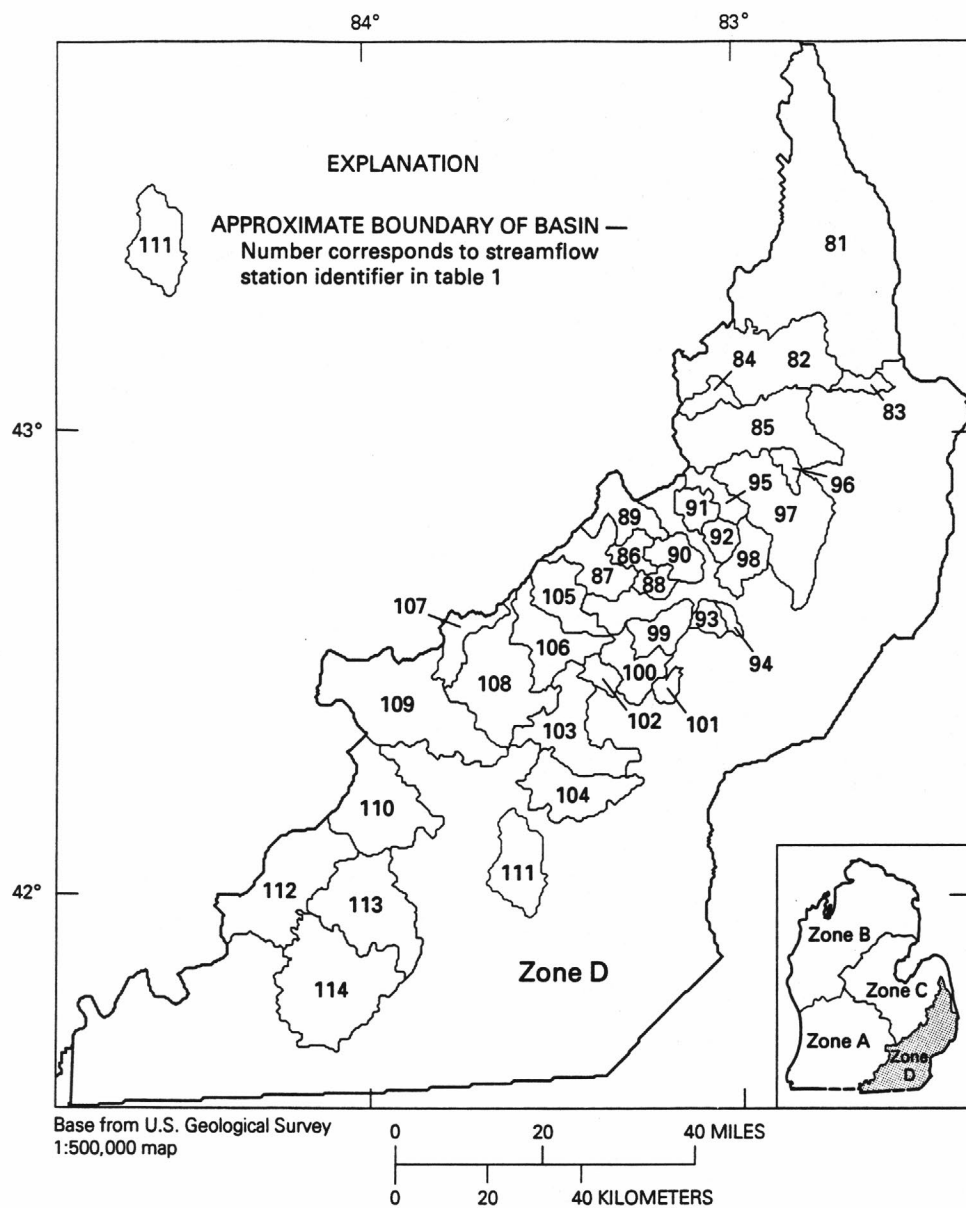 84°
83°
EXPLANATION
111
APPROXIMATE BOUNDARY OF BASIN —
Number corresponds to streamflow
station identifier in table 1
81
84
82
83
43°
85
96
95
91
97
89
92
86
90
98
87
88
105
107
93
99
94
106
100
108
102
101
109
103
104
110
111
42°
112
113
Zone B
Zone D
Zone C
114
Zone A
Zone
D
Base from U.S. Geological Survey
1:500,000 map
0 20 40 MILES
0 20 40 KILOMETERS